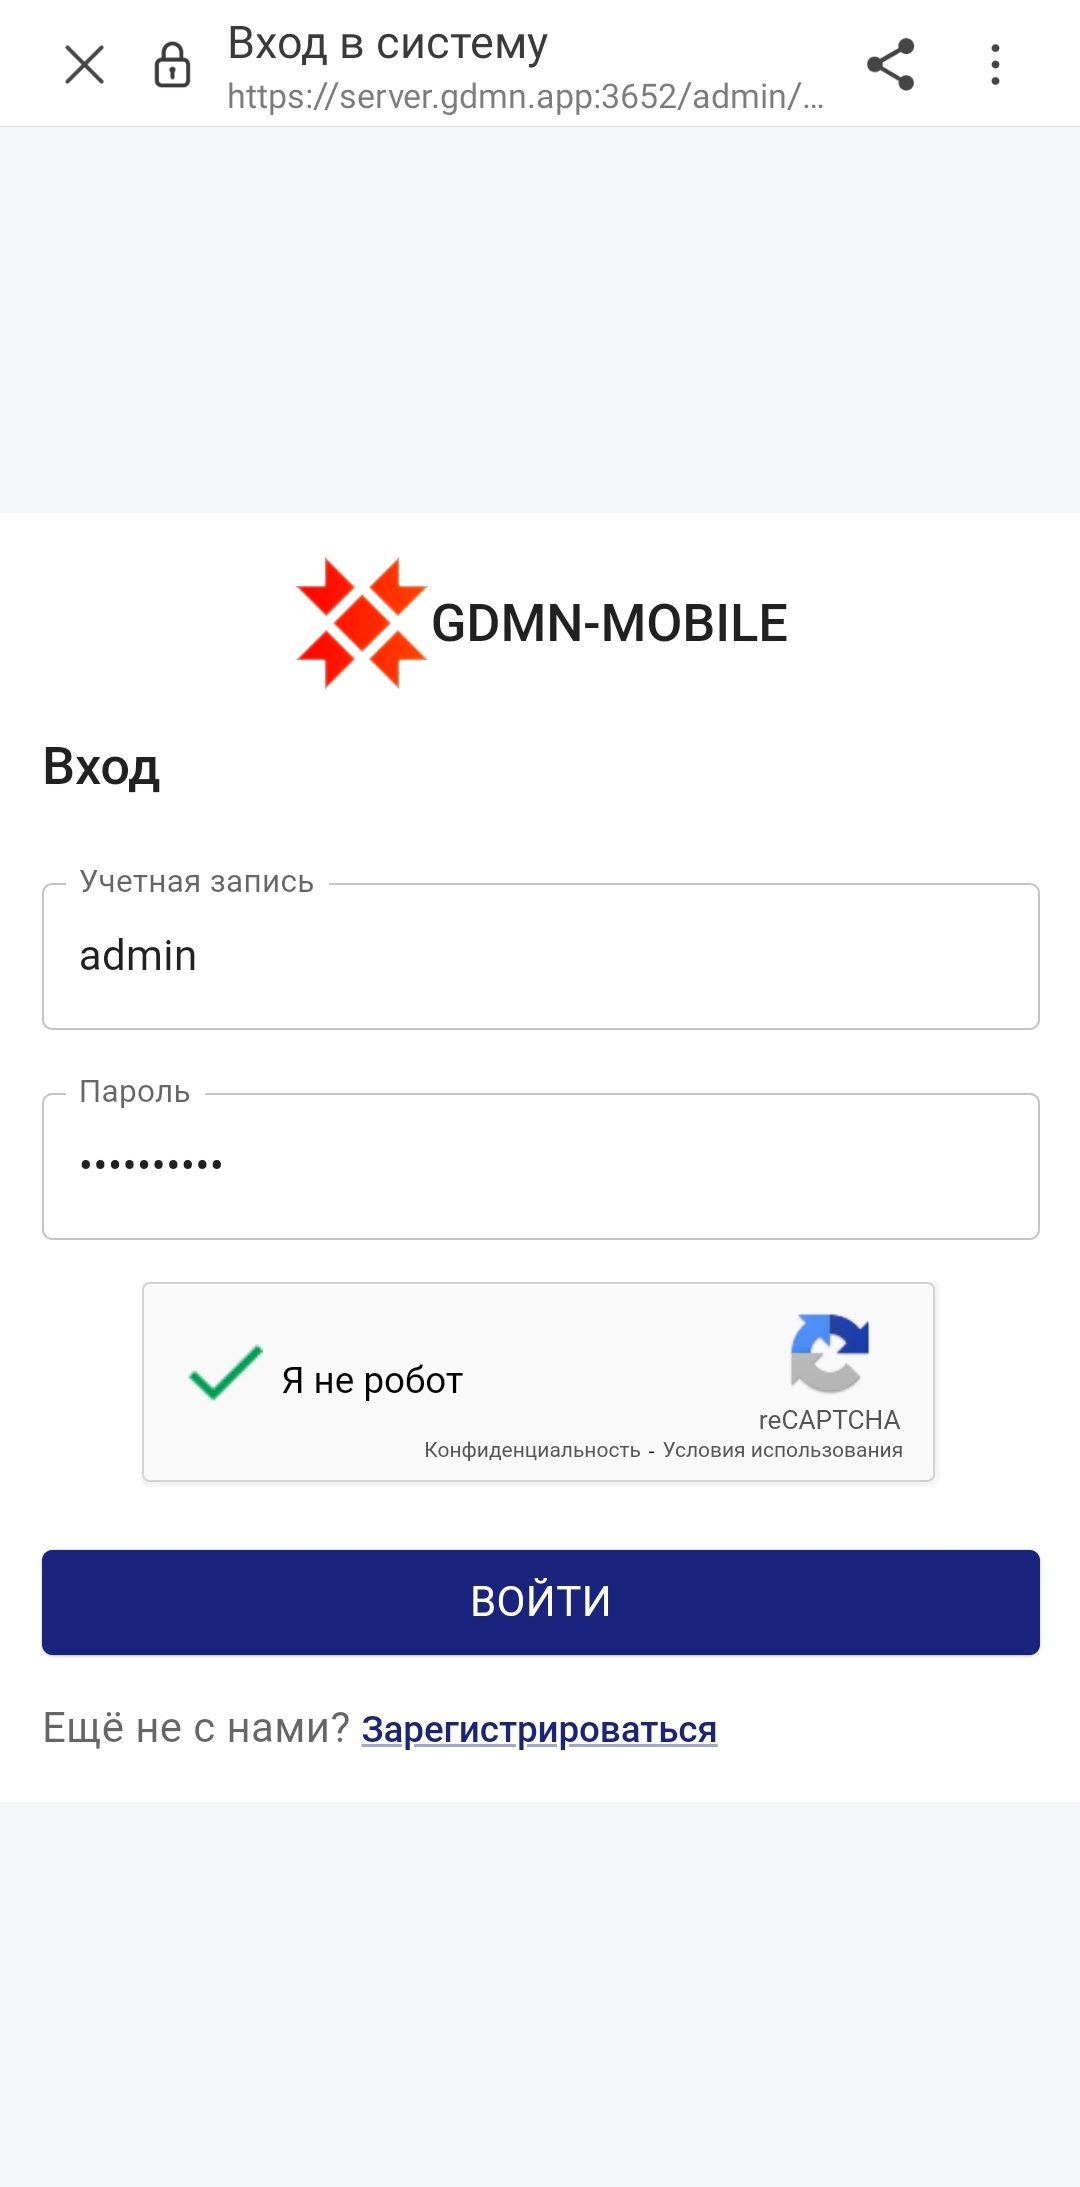 Вход в систему
https://server.gdmn.app:3652/admin/...
GDMN-MOBILE
Вход
Учетная запись
admin
Пароль
••••••••••
Я не робот
reCAPTCHA
Конфиденциальность - Условия использования
ВОЙТИ
Ещё не с нами? Зарегистрироваться